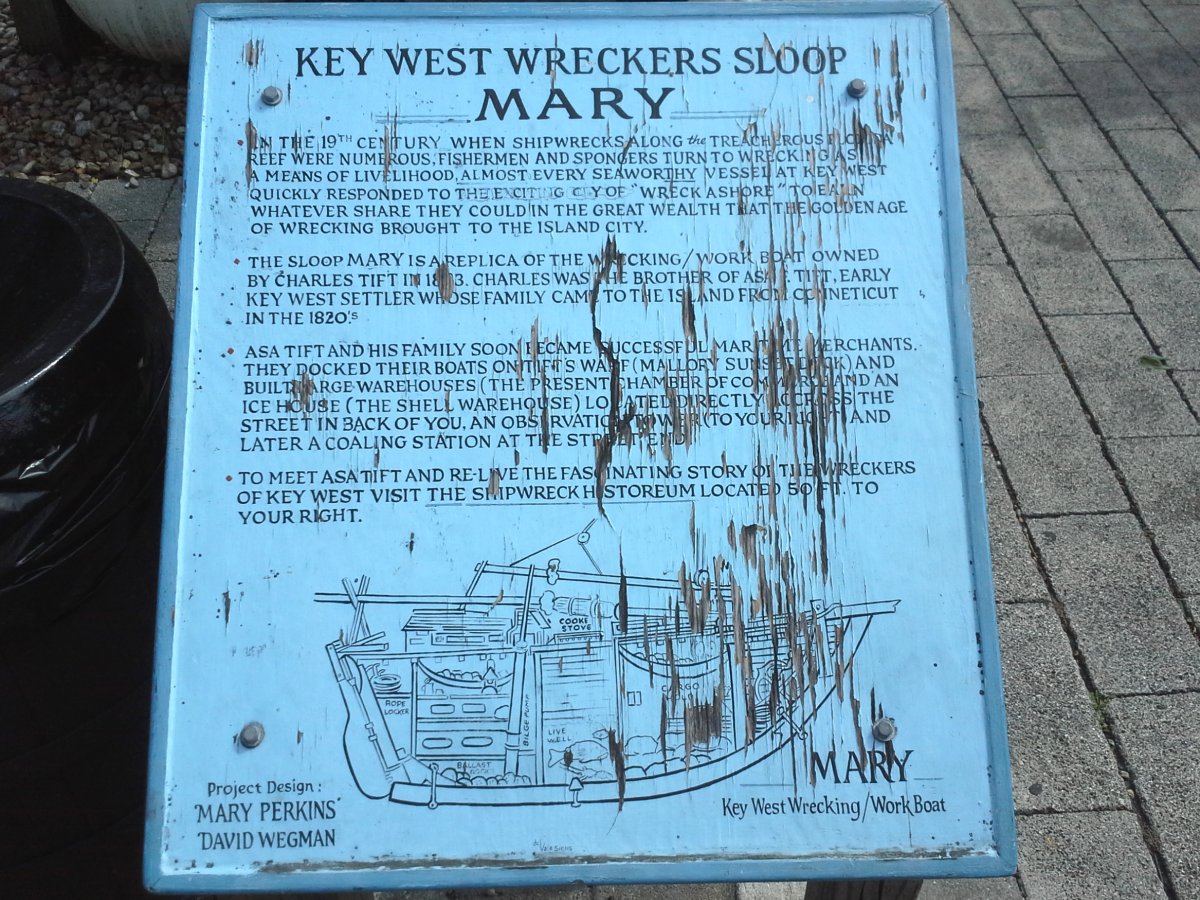 KEY WEST WRECKERS SLOOP
MARY
IN THE 19TH CENTURY WHEN SHIPWRECKS ALONG the TREACHEROUS FLORIDA
REEF WERE NUMEROUS, FISHERMEN AND SPONGERS TURN TO WRECKING AS
A MEANS OF LIVELIHOOD. ALMOST EVERY SEAWORTHY VESSEL AT KEY WEST
QUICKLY RESPONDED TO THE EXCITING CRY OF "WRECK ASHORE" TO EARN
WHATEVER SHARE THEY COULD IN THE GREAT WEALTH THAT THE GOLDEN AGE
OF WRECKING BROUGHT TO THE ISLAND CITY.
THE SLOOP MARY IS A REPLICA OF THE WRECKING/WORK BOAT OWNED
BY CHARLES TIFT IN CHARLES WAS THE BROTHER OF ASA TIFT, EARLY
KEY WEST SETTLER WHOSE FAMILY CAME TO THE ISLAND FROM CONNETICUT
IN THE 1820's
ASA TIFT AND HIS FAMILY SOON BECAME SUCCESSFUL MARITIME MERCHANTS.
THEY DOCKED THEIR BOATS ON TIFT'S WARF (MALLORY SUNSET DOCK) AND
BUILT LARGE WAREHOUSES (THE PRESENT CHAMBER OF COMMERCE AND AN
ICE HOUSE (THE SHELL WAREHOUSE) LOCATED DIRECTLY ACCROSS THE
STREET IN BACK OF YOU, AN OBSERVATION TOWER (TO YOUR RIGHT) AND
LATER A COALING STATION AT THE STREET END.
TO MEET ASA TIFT AND RE-LIVE THE FASCINATING STORY OF THE WRECKERS
OF KEY WEST VISIT THE SHIPWRECK HISTOREUM LOCATED 50 FT. TO
YOUR RIGHT.
COOKE
STOVE
ROPE
LOCKER
BILGE PUMP
CARGO
LIVE
WELL
BALLAST
ROCK
MARY
Key West Wrecking/Work Boat
Project Design:
"MARY PERKINS"
"DAVID WEGMAN